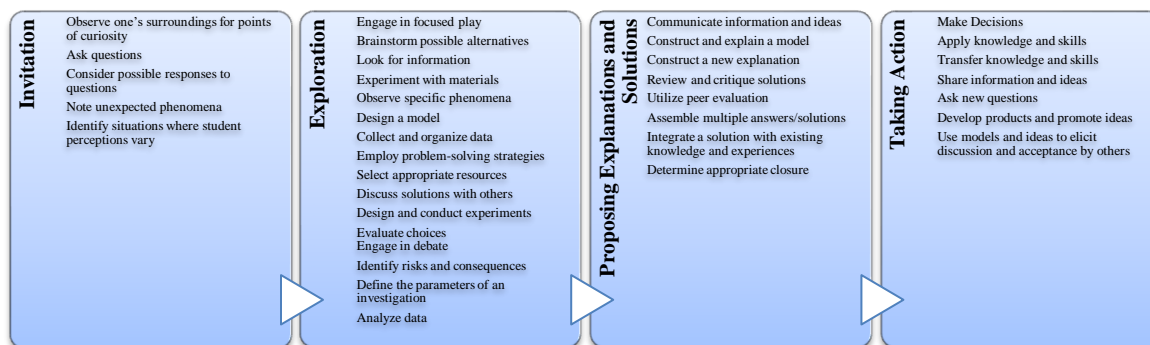 Invitation
Observe one's surroundings for points
of curiosity
Ask questions
Consider possible responses to
questions
Note unexpected phenomena
Identify situations where student
perceptions vary
Exploration
Engage in focused play
Brainstorm possible alternatives
Look for information
Experiment with materials
Observe specific phenomena
Design a model
Collect and organize data
Employ problem-solving strategies
Select appropriate resources
Discuss solutions with others
Design and conduct experiments
Evaluate choices
Engage in debate
Identify risks and consequences
Define the parameters of an
investigation
Analyze data
Proposing Explanations and
Solutions
Communicate information and ideas
Construct and explain a model
Construct a new explanation
Review and critique solutions
Utilize peer evaluation
Assemble multiple answers/solutions
Integrate a solution with existing
knowledge and experiences
Determine appropriate closure
Taking Action
Make Decisions
Apply knowledge and skills
Transfer knowledge and skills
Share information and ideas
Ask new questions
Develop products and promote ideas
Use models and ideas to elicit
discussion and acceptance by others